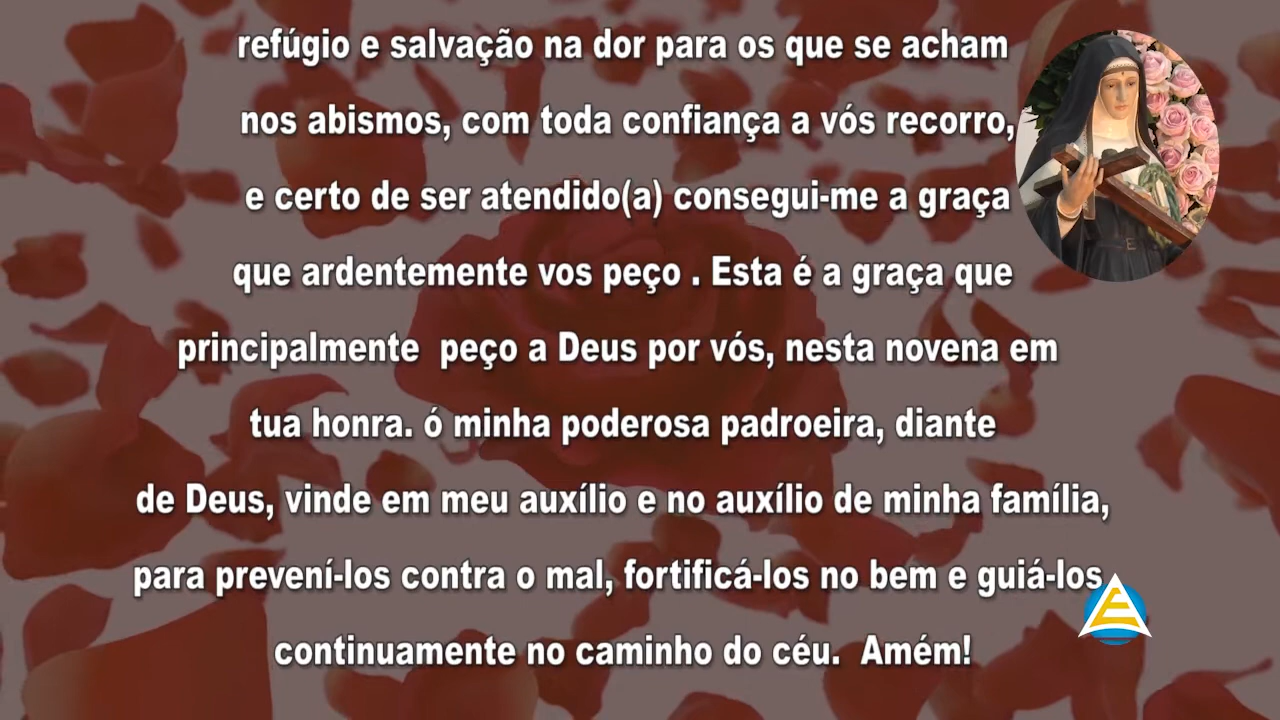 refúgio e salvação na dor para os que se acham
nos abismos, com toda confiança a vós recorro,
e certo de ser atendido(a) consegui-me a graça
que ardentemente vos peço . Esta é a graça que
principalmente  peço a Deus por vós, nesta novena em
tua honra. ó minha poderosa padroeira, diante
de Deus, vinde em meu auxílio e no auxílio de minha família,
para prevení-los contra o mal, fortificá-los no bem e guiá-los
continuamente no caminho do céu.  Amém!